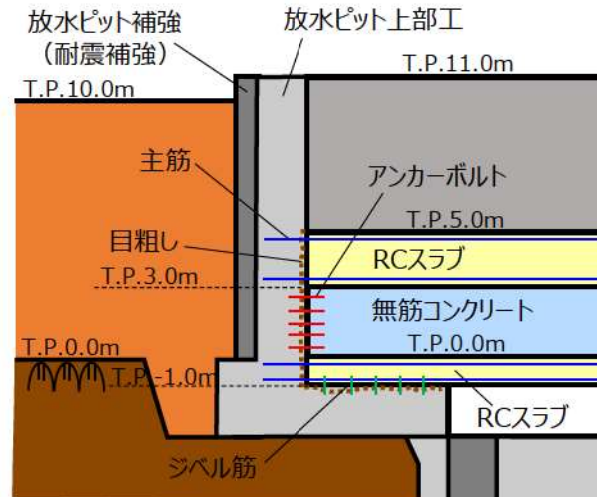 放水ピット補強
（耐震補強）
放水ピット上部工
T.P.10.0m
T.P.11.0m
主筋
アンカーボルト
目粗し
T.P.5.0m
RCスラブ
T.P.3.0m
無筋コンクリート
T.P.0.0m
T.P.0.0m
T.P.-1.0m
RCスラブ
ジベル筋